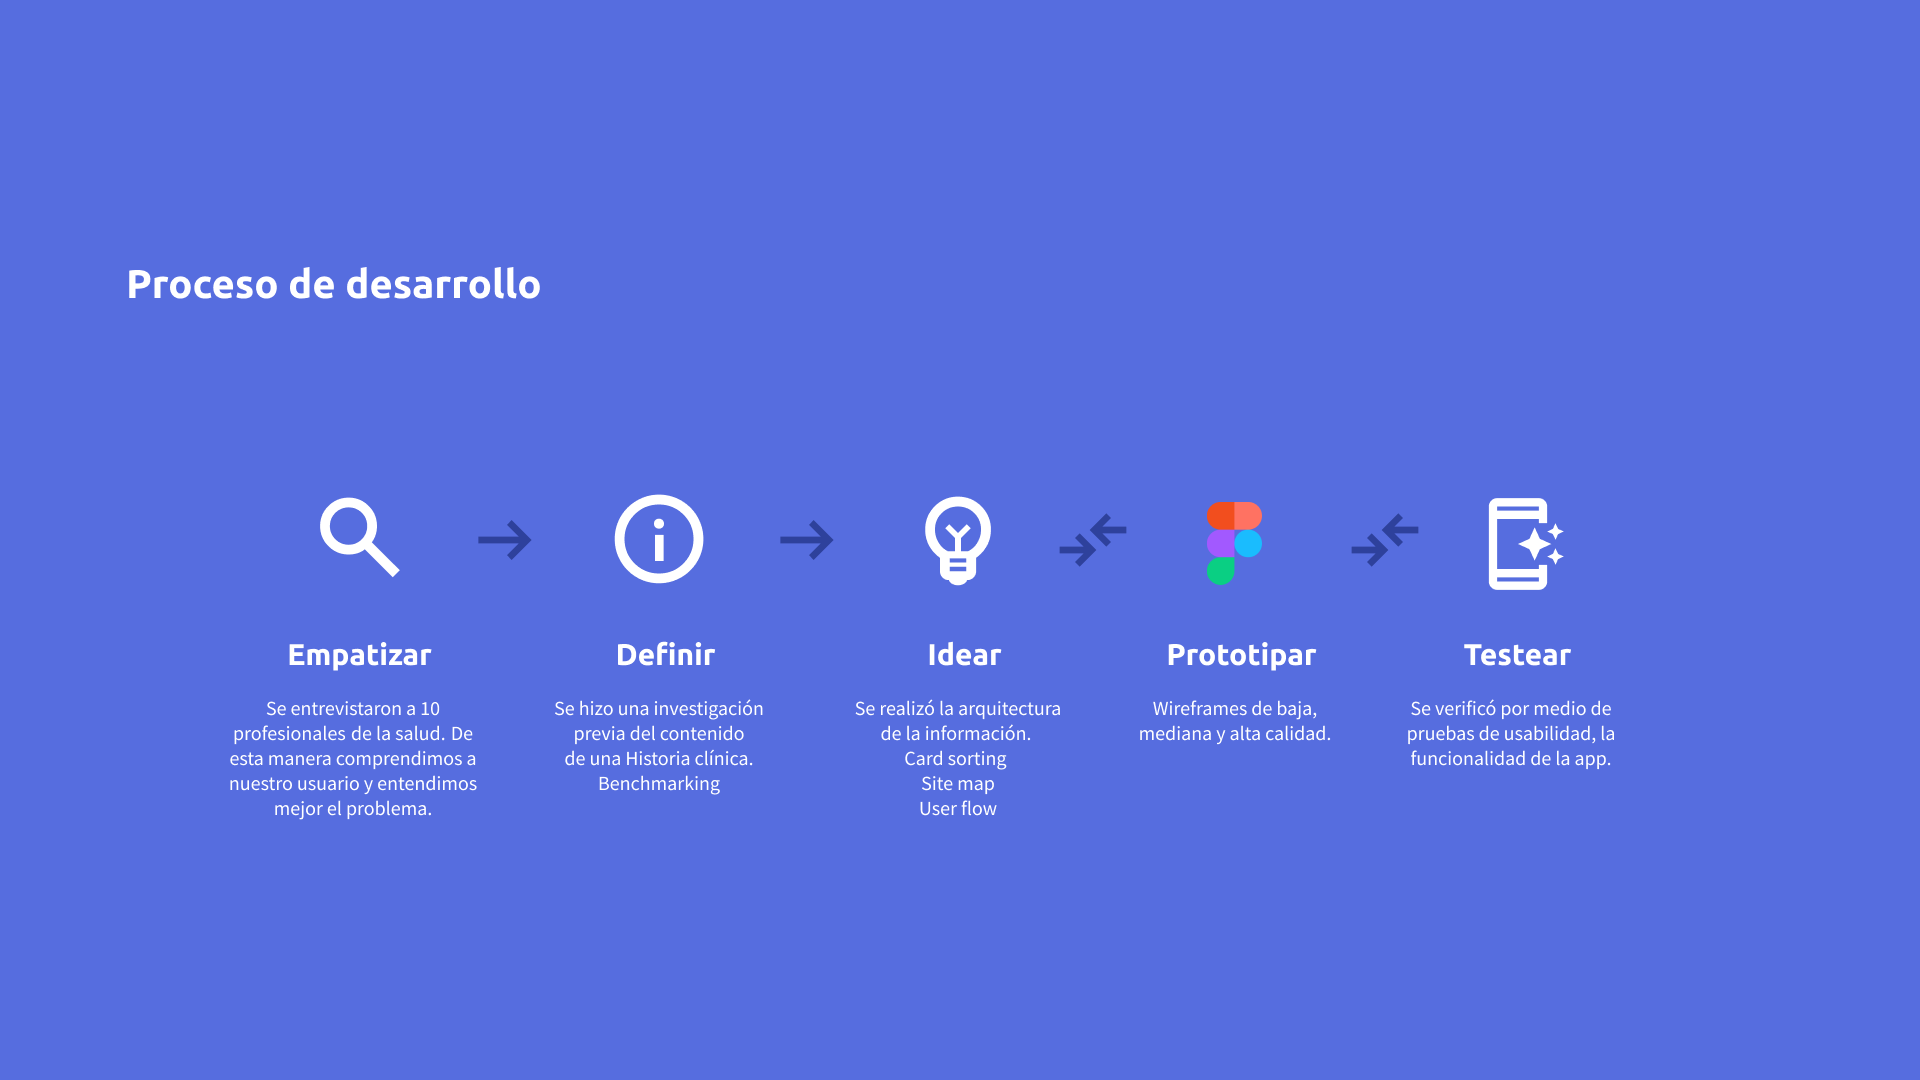 Proceso de desarrollo
Empatizar
Se entrevistaron a 10
profesionales de la salud. De
esta manera comprendimos a
nuestro usuario y entendimos
mejor el problema.
Definir
Se hizo una investigación
previa del contenido
de una Historia clínica.
Benchmarking
Idear
Se realizó la arquitectura
de la información.
Card sorting
Site map
User flow
Prototipar
Wireframes de baja,
mediana y alta calidad.
Testear
Se verificó por medio de
pruebas de usabilidad, la
funcionalidad de la app.